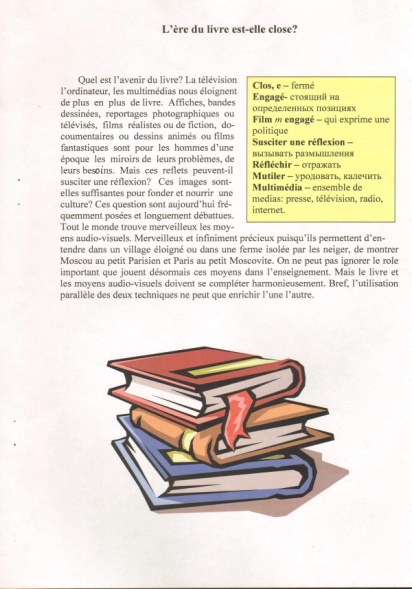 L'ère du livre est-elle close?
Quel est l'avenir du livre? La télévision
l'ordinateur, les multimédias nous éloignent
de plus en plus de livre. Affiches, bandes
dessinées, reportages photographiques ou
télévisés, films réalistes ou de fiction, do-
coumentaires ou dessins animés ou films
fantastiques sont pour les hommes d'une
époque les miroirs de leurs problèmes, de
leurs besoins. Mais ces reflets peuvent-il
susciter une réflexion? Ces images sont-
elles suffisantes pour fonder et nourrir une
culture? Ces question sont aujourd'hui fré-
quemment posées et longuement débattues.
Tout le monde trouve merveilleux les moy-
ens audio-visuels. Merveilleux et infiniment précieux puisqu'ils permettent d'en-
tendre dans un village éloigné ou dans une ferme isolée par les neiger, de montrer
Moscou au petit Parisien et Paris au petit Moscovite. On ne peut pas ignorer le role
important que jouent désormais ces moyens dans l'enseignement. Mais le livre et
les moyens audio-visuels doivent se compléter harmonieusement. Bref, l'utilisation
parallèle des deux techniques ne peut que enrichir l'une l'autre.
Clos, e – fermé
Engagé- стоящий на
определенных позициях
Film m engagé – qui exprime une
politique
Susciter une réflexion –
вызывать размышления
Réfléchir – отражать
Mutiler – уродовать, калечить
Multimédia – ensemble de
medias: presse, télévision, radio,
internet.